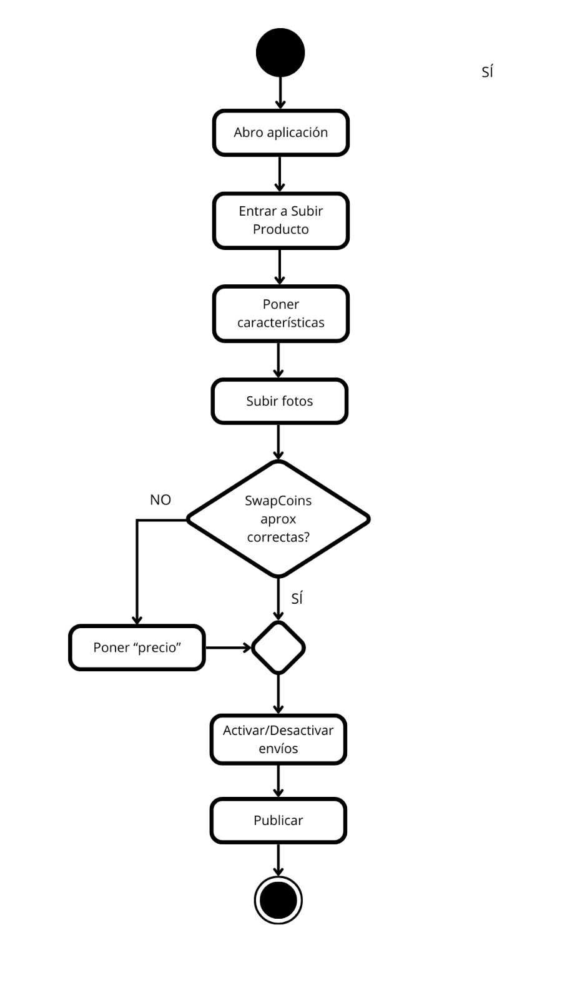 SÍ
Abro aplicación
Entrar a Subir
Producto
Poner
características
Subir fotos
NO
SwapCoins
aprox
correctas?
SÍ
Poner “precio”
Activar/Desactivar
envíos
Publicar